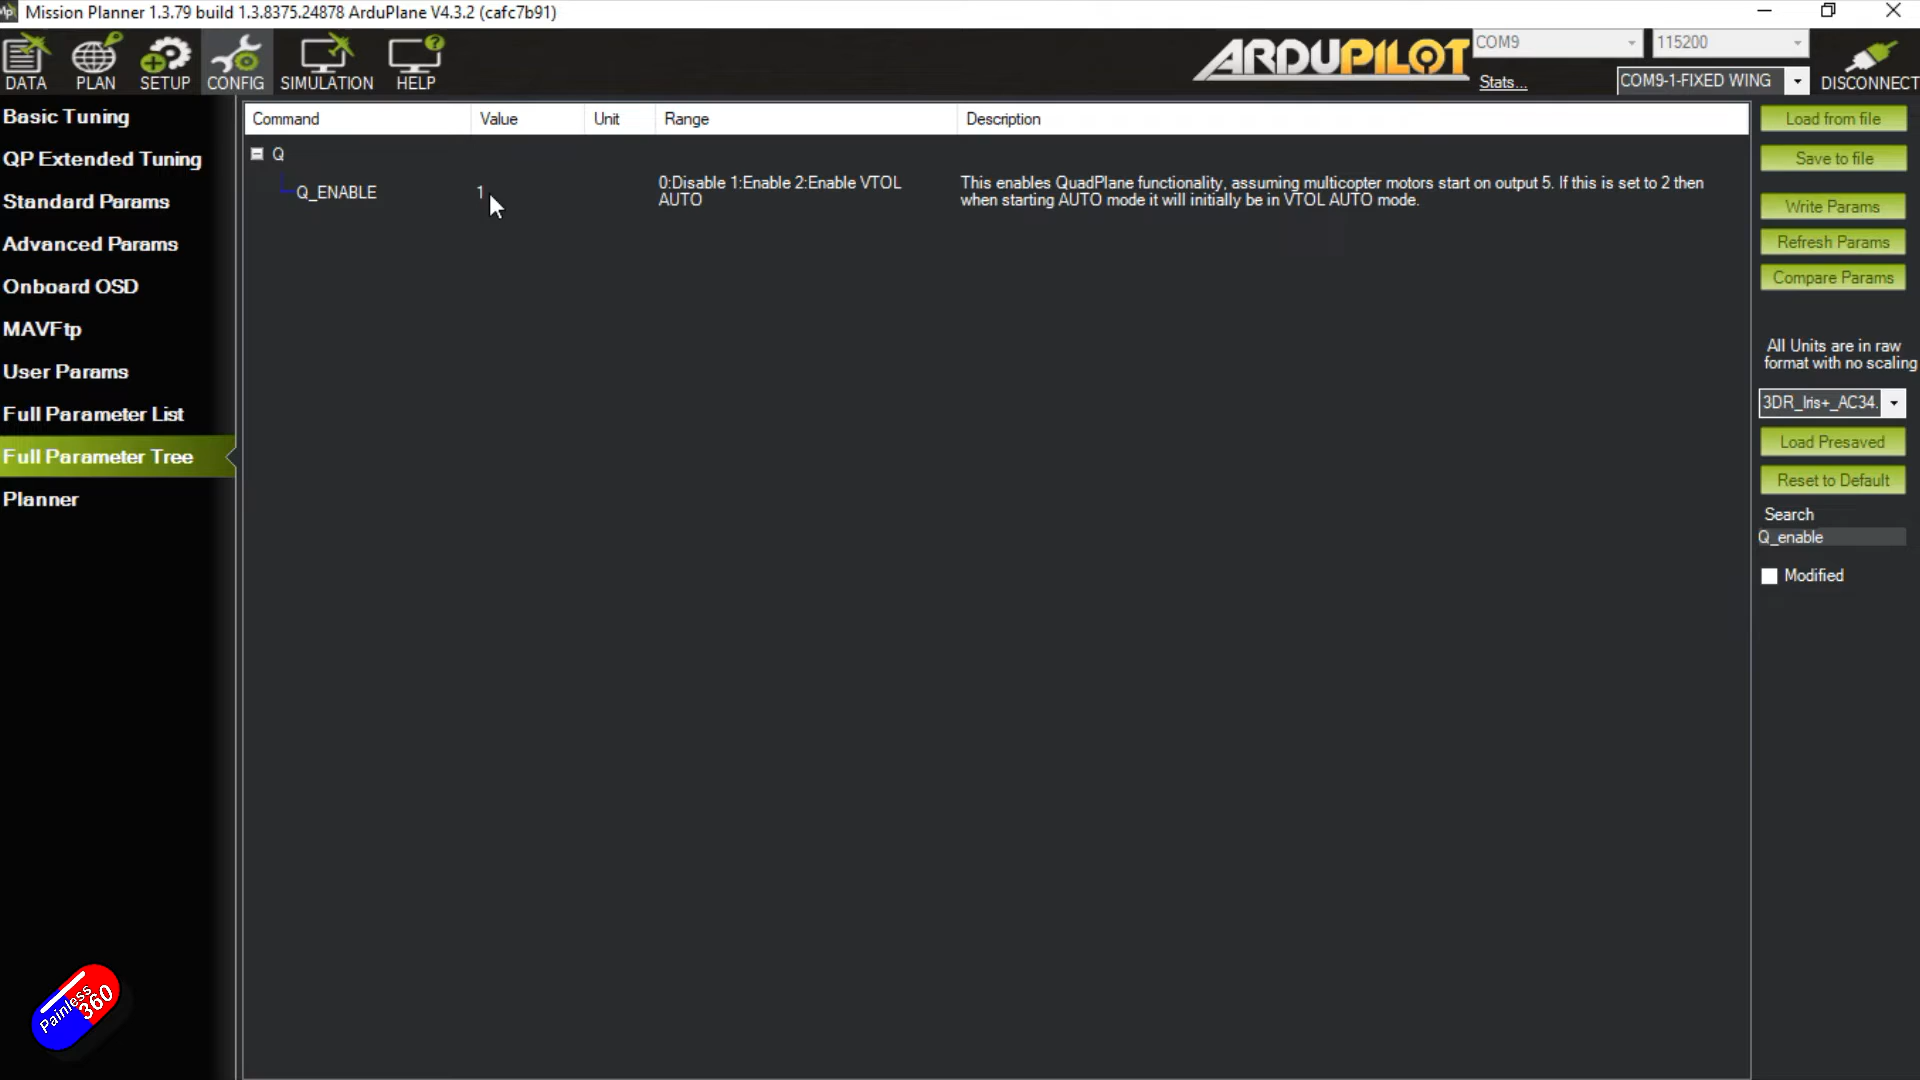 Mission Planner 1.3.79 build 1.3.8375.24878 ArduPlane V4.3.2 (cafc7b91)
DATA
PLAN
SETUP
CONFIG
SIMULATION
HELP
ARDUPILOT
COM9
115200
Stats...
COM9-1-FIXED WING
DISCONNECT
Basic Tuning
QP Extended Tuning
Standard Params
Advanced Params
Onboard OSD
MAVFtp
User Params
Full Parameter List
Full Parameter Tree
Planner
Command Value Unit Range Description
Q
Q_ENABLE
1
0:Disable 1:Enable 2:Enable VTOL
AUTO
This enables QuadPlane functionality, assuming multicopter motors start on output 5. If this is set to 2 then
when starting AUTO mode it will initially be in VTOL AUTO mode.
Load from file
Save to file
Write Params
Refresh Params
Compare Params
All Units are in raw
format with no scaling
3DR_Iris+_AC34.
Load Presaved
Reset to Default
Search
Q_enable
Modified
Painless
360